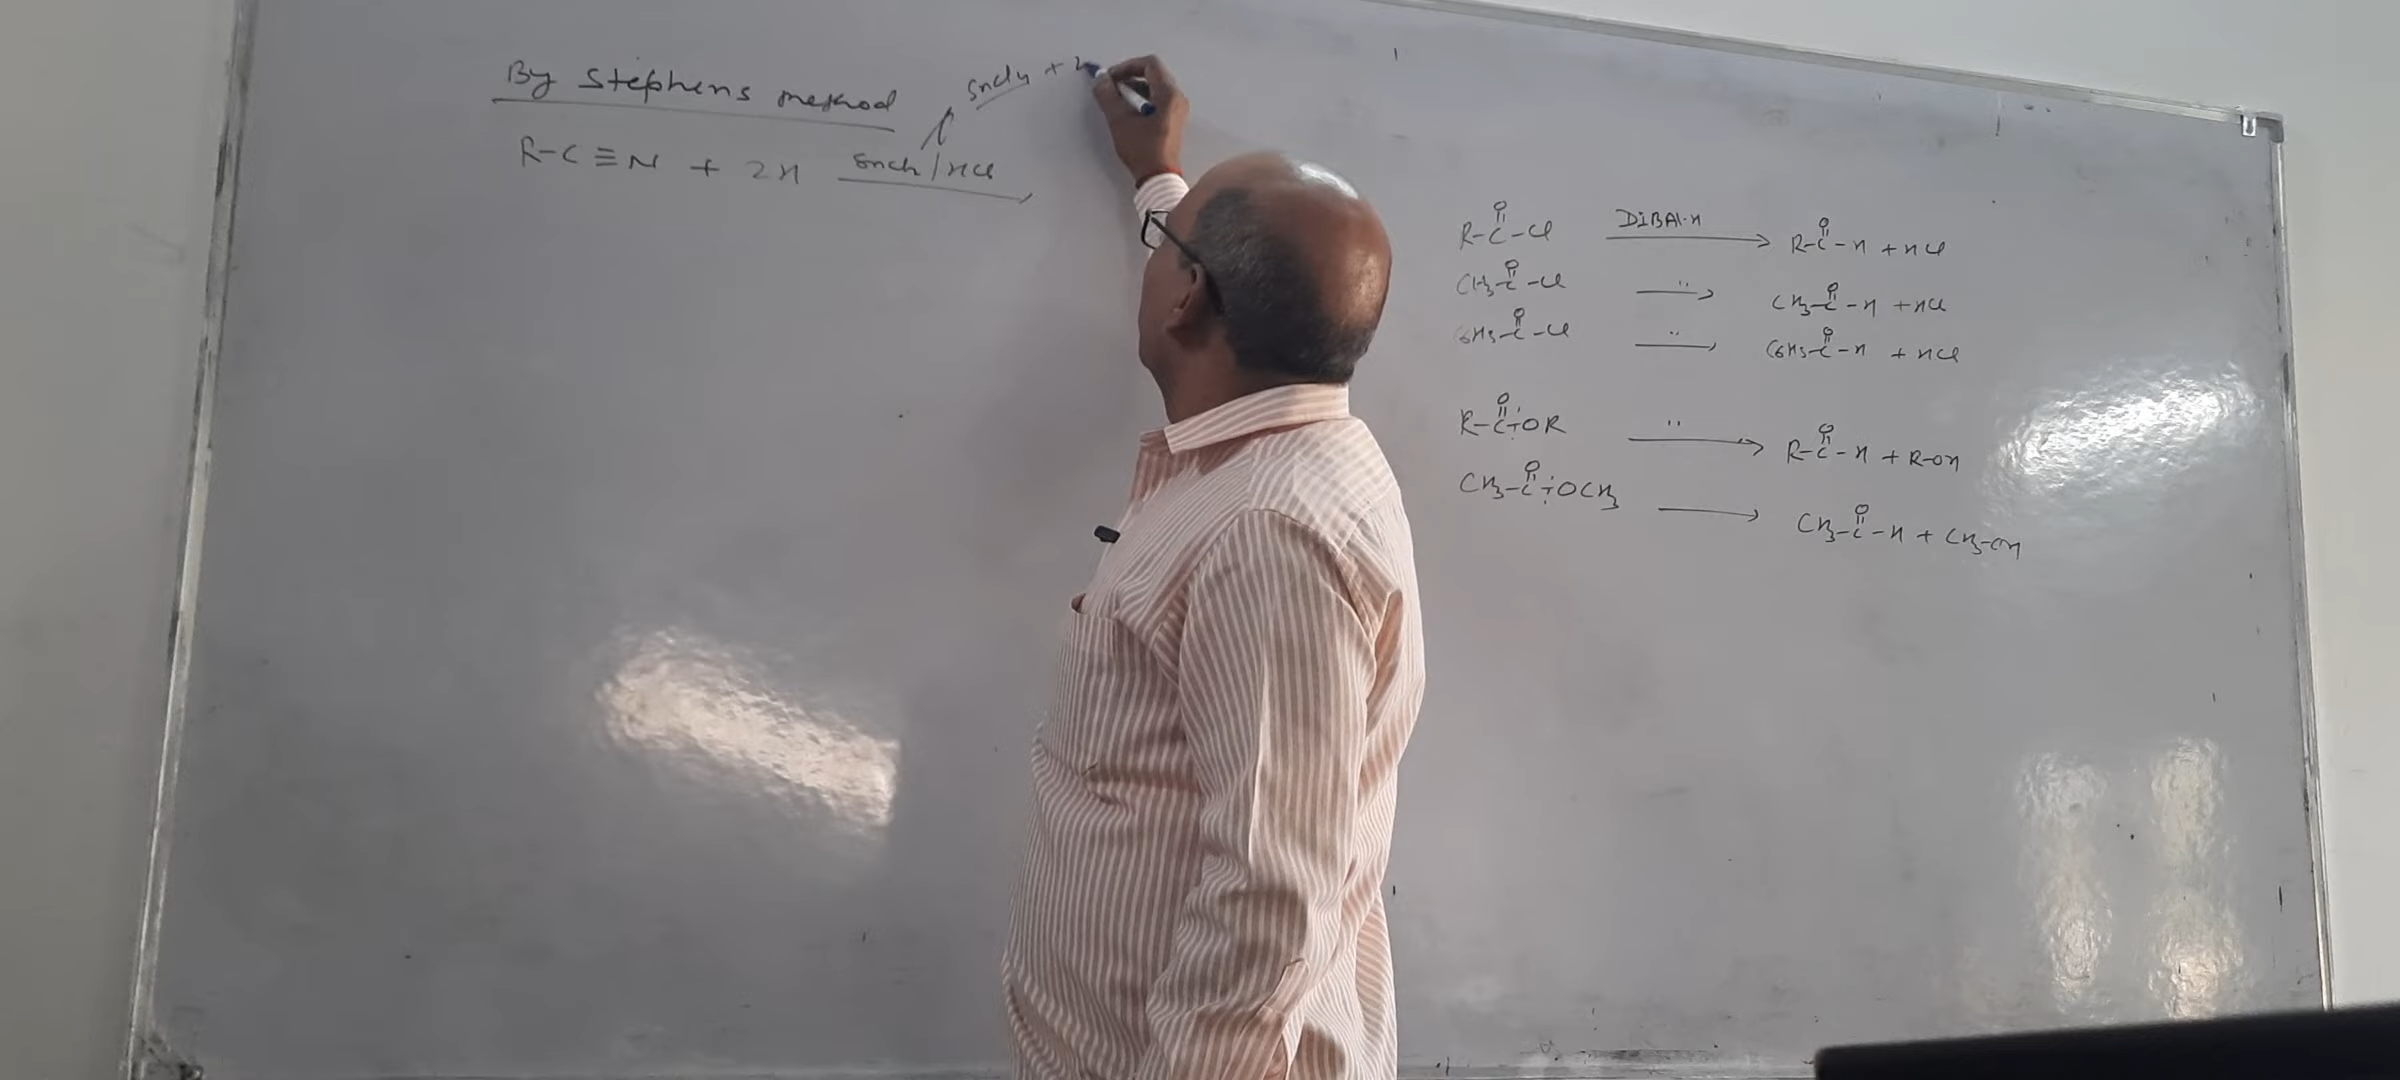 By Stephens method
SnCl4 + 2
R-C≡N + 2H SnCl2/HCl
R-C(=O)-Cl DIBAl-H R-C(=O)-H + HCl
CH3-C(=O)-Cl '' CH3-C(=O)-H + HCl
C6H5-C(=O)-Cl '' C6H5-C(=O)-H + HCl
R-C(=O)-OR '' R-C(=O)-H + R-OH
CH3-C(=O)-OCH3 CH3-C(=O)-H + CH3-OH